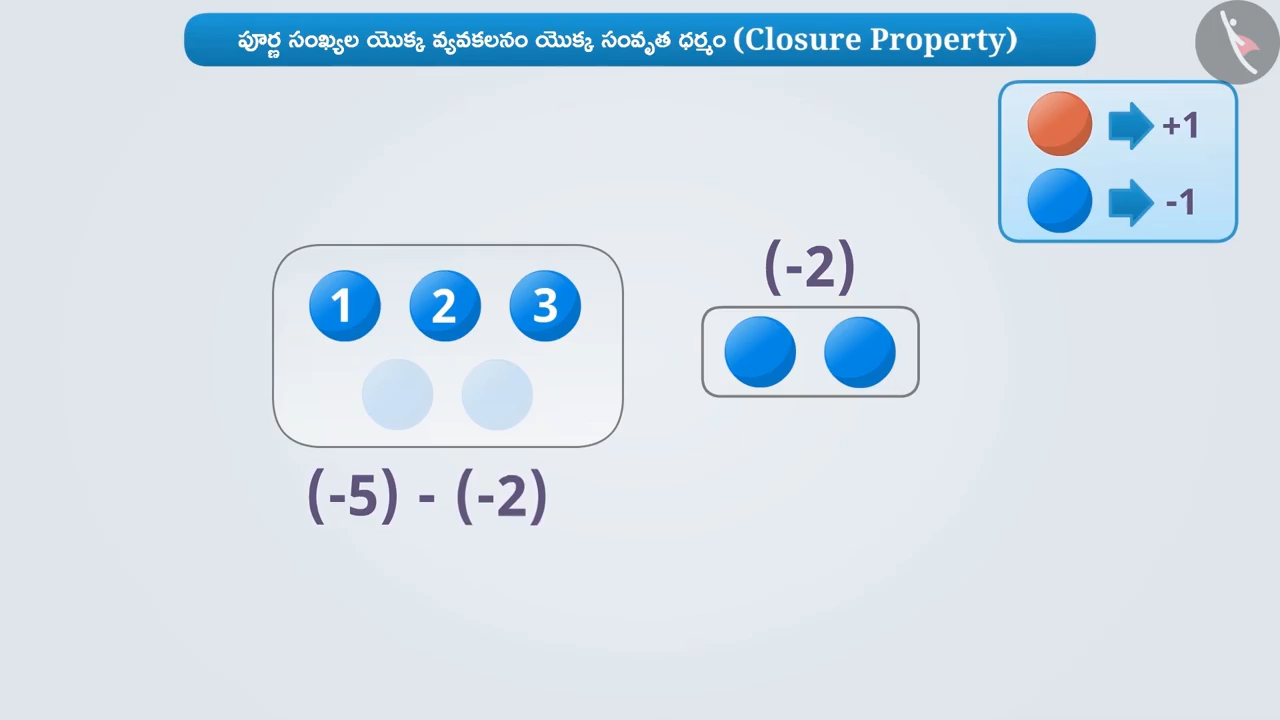 పూర్ణ సంఖ్యల యొక్క వ్యవకలనం యొక్క సంవృత ధర్మం (Closure Property)
+1
-1
(-2)
1 2 3
(-5) - (-2)